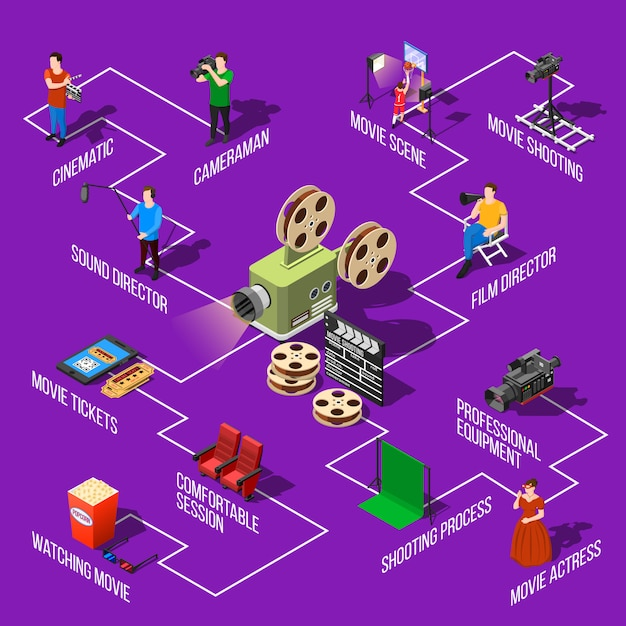 CINEMATIC
CAMERAMAN
MOVIE SCENE
MOVIE SHOOTING
SOUND DIRECTOR
FILM DIRECTOR
MOVIE TICKETS
PROFESSIONAL
EQUIPMENT
COMFORTABLE
SESSION
POPCORN
WATCHING MOVIE
SHOOTING PROCESS
MOVIE ACTRESS